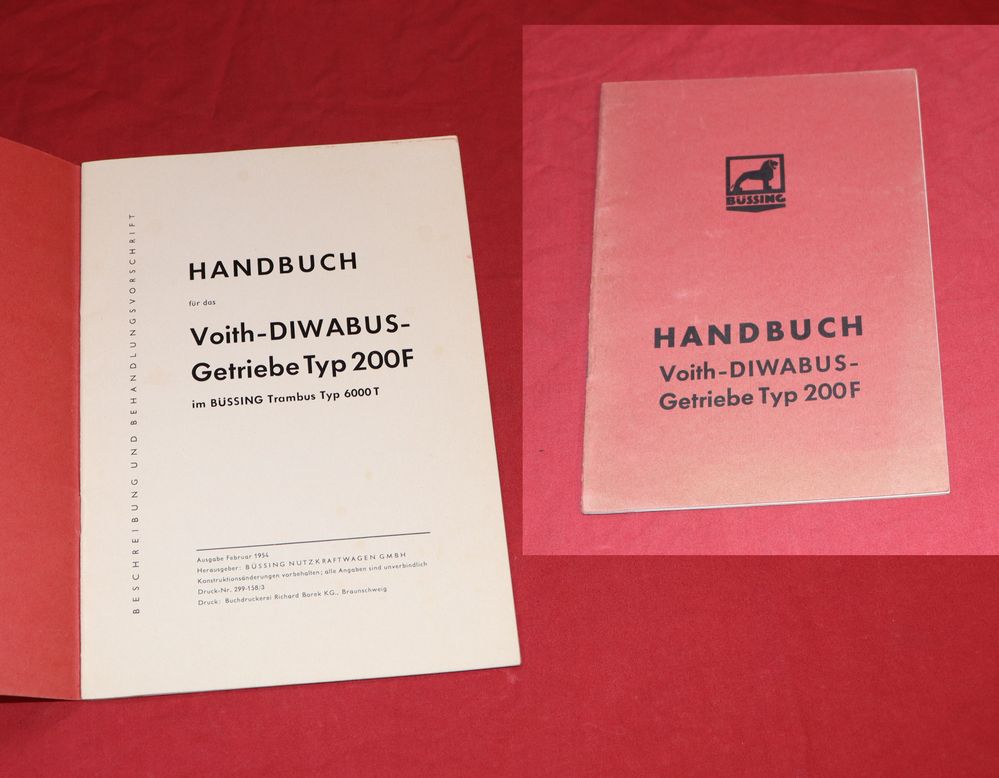 BESCHREIBUNG UND BEHANDLUNGSVORSCHRIFT
HANDBUCH
für das
Voith-DIWABUS-
Getriebe Typ 200F
im BÜSSING Trambus Typ 6000 T
Ausgabe Februar 1954
Herausgeber: BÜSSING NUTZKRAFTWAGEN GMBH
Konstruktionsänderungen vorbehalten; alle Angaben sind unverbindlich
Druck-Nr. 299-158/3
Druck: Buchdruckerei Richard Borek KG., Braunschweig
BÜSSING
HANDBUCH
Voith-DIWABUS-
Getriebe Typ 200F